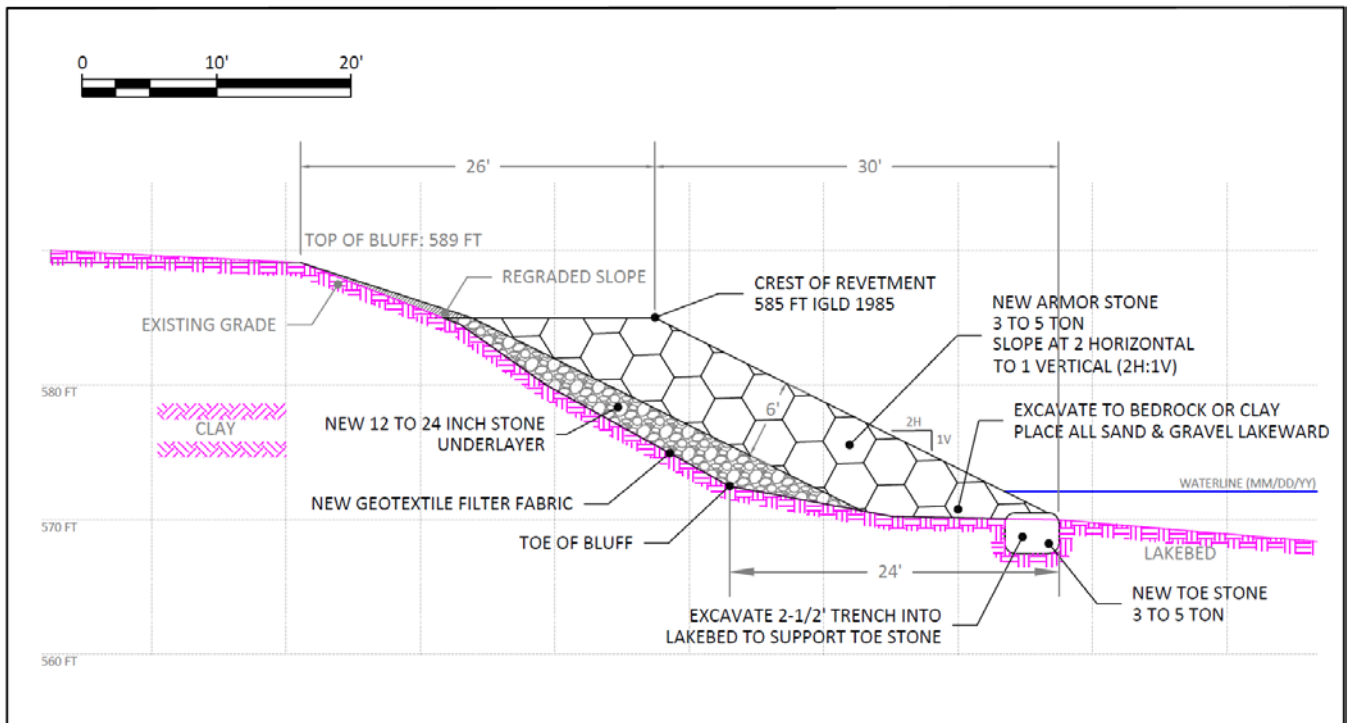 0 10' 20'
26' 30'
TOP OF BLUFF: 589 FT
REGRADED SLOPE
CREST OF REVETMENT
585 FT IGLD 1985
NEW ARMOR STONE
3 TO 5 TON
SLOPE AT 2 HORIZONTAL
TO 1 VERTICAL (2H:1V)
EXISTING GRADE
580 FT
6'
2H
1V
EXCAVATE TO BEDROCK OR CLAY
PLACE ALL SAND & GRAVEL LAKEWARD
CLAY
NEW 12 TO 24 INCH STONE
UNDERLAYER
WATERLINE (MM/DD/YY)
NEW GEOTEXTILE FILTER FABRIC
570 FT
TOE OF BLUFF
LAKEBED
24'
NEW TOE STONE
3 TO 5 TON
EXCAVATE 2-1/2' TRENCH INTO
LAKEBED TO SUPPORT TOE STONE
560 FT